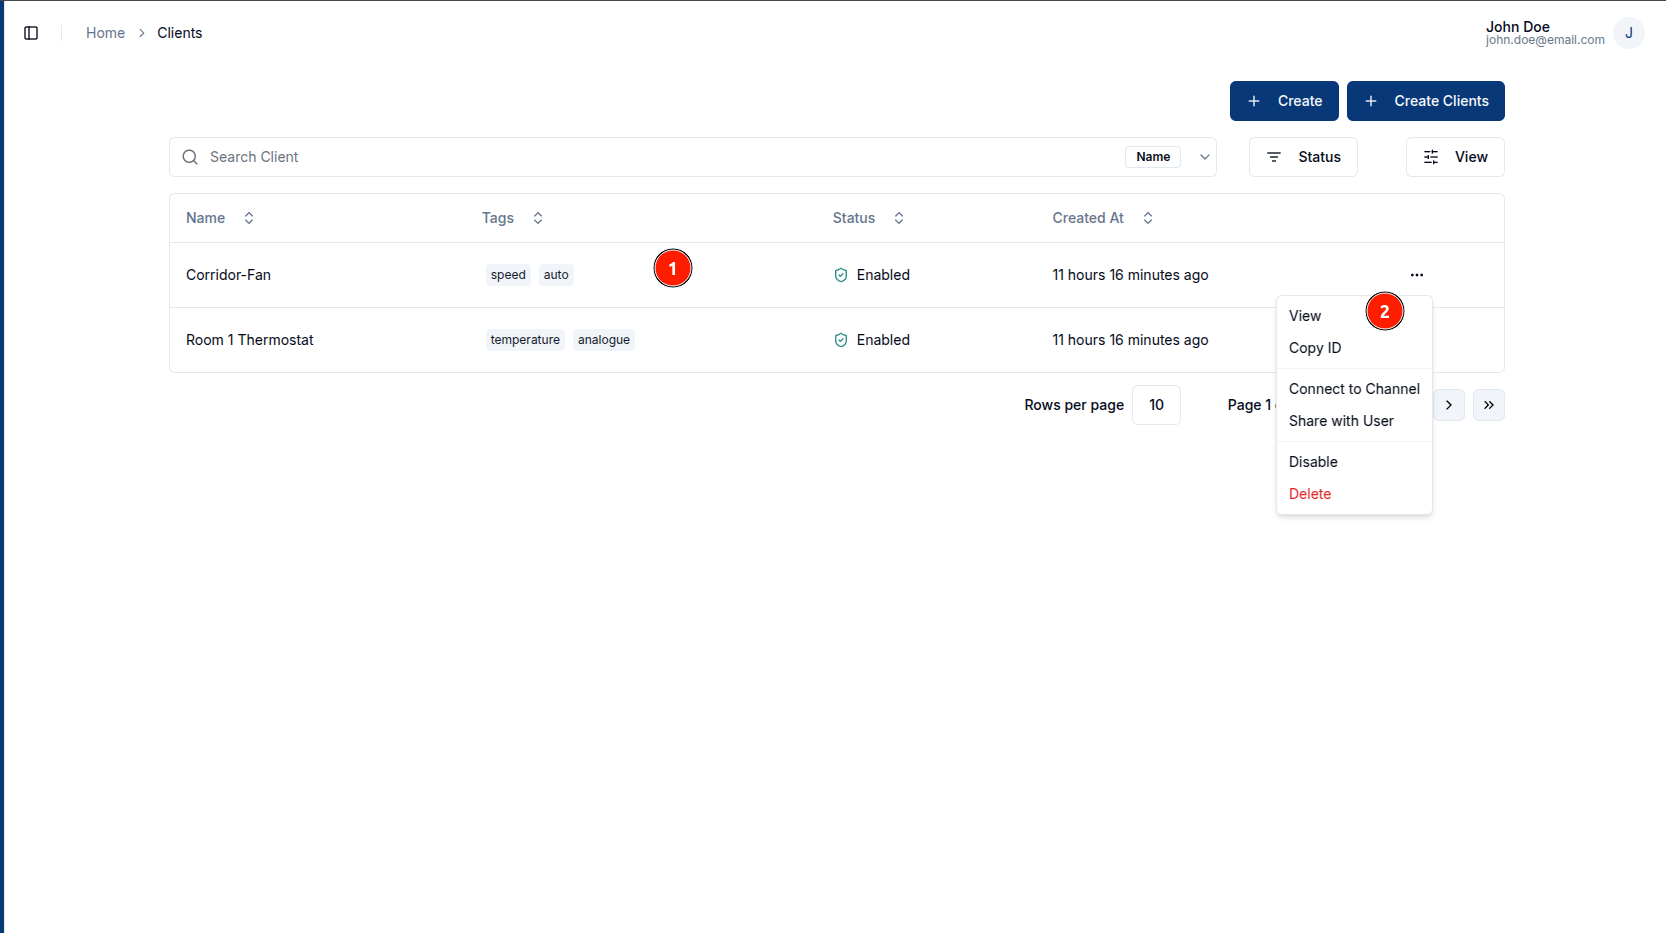 Home > Clients
John Doe
john.doe@email.com
J
+ Create
+ Create Clients
Search Client
Name
Status
View
Name Tags Status Created At
Corridor-Fan speed auto 1 Enabled 11 hours 16 minutes ago ...
Room 1 Thermostat temperature analogue Enabled 11 hours 16 minutes ago
View 2
Copy ID
Connect to Channel
Share with User
Disable
Delete
Rows per page 10 Page 1